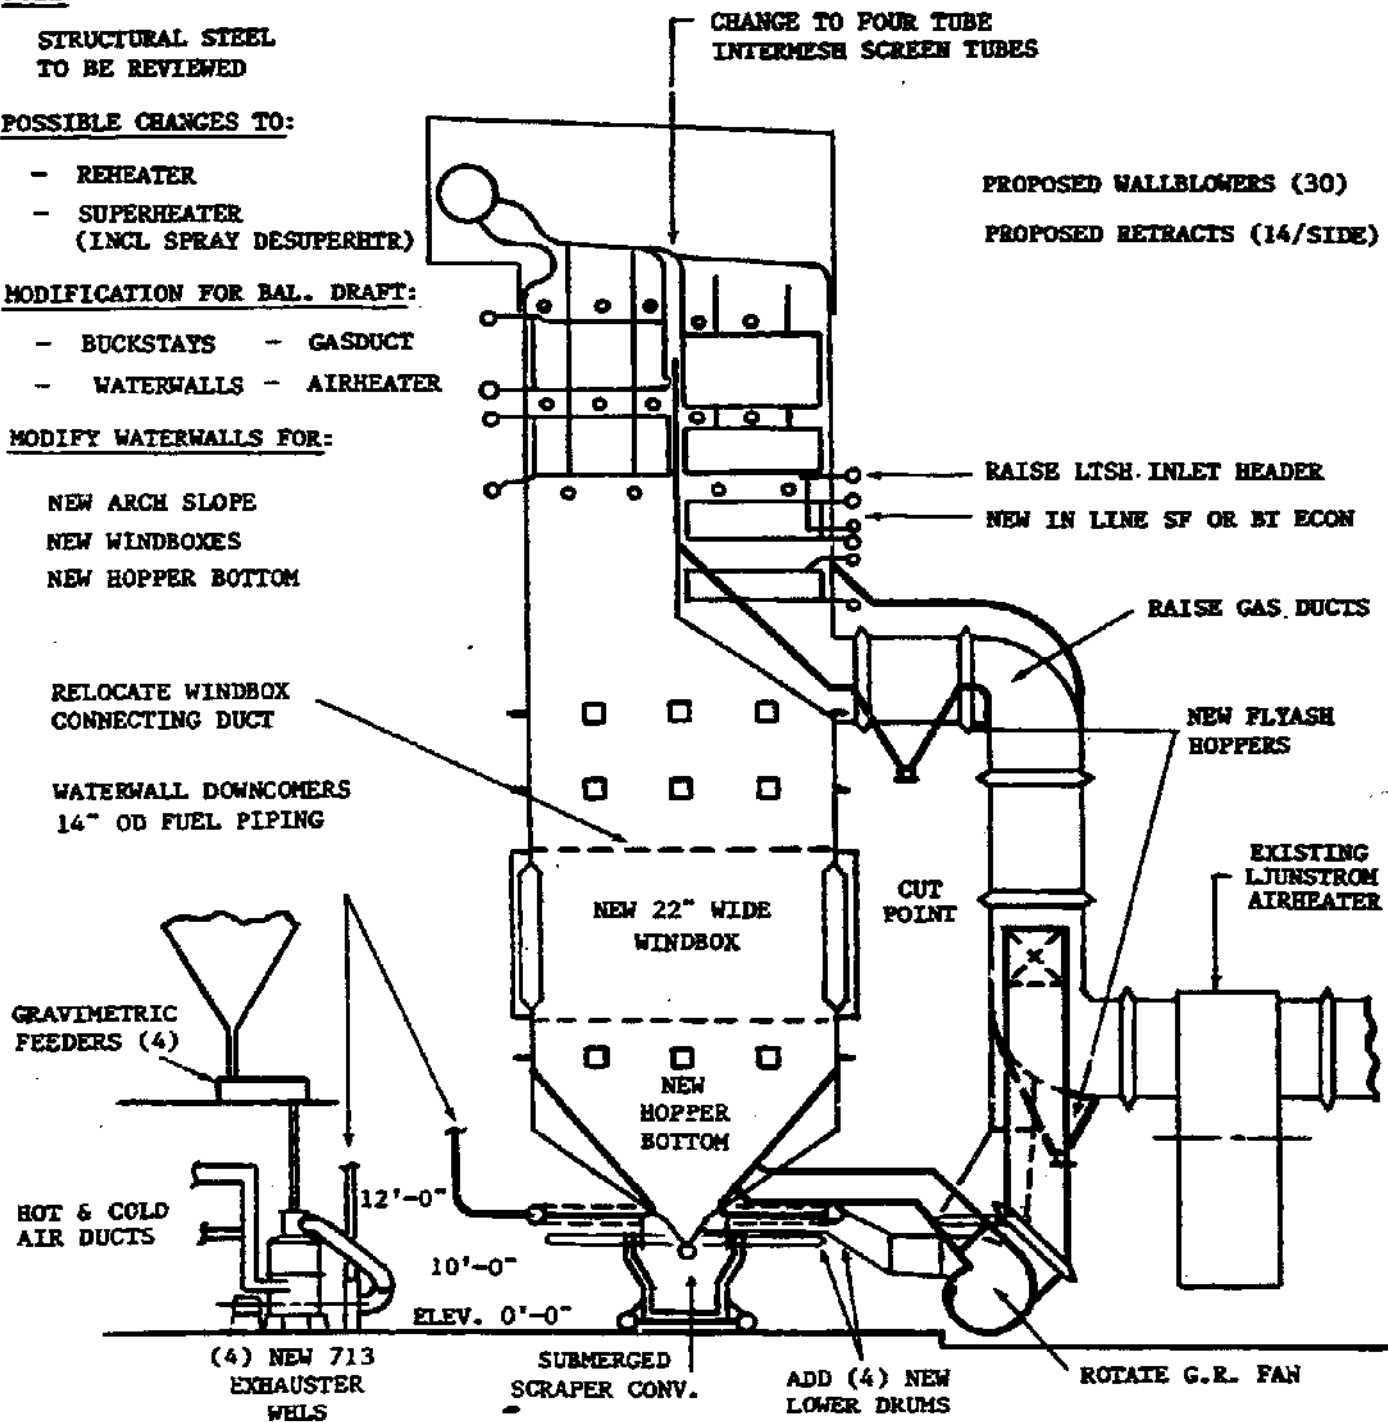 STRUCTURAL STEEL
TO BE REVIEWED
CHANGE TO FOUR TUBE
INTERMESH SCREEN TUBES
POSSIBLE CHANGES TO:
- REHEATER
- SUPERHEATER
(INCL SPRAY DESUPERHTR)
PROPOSED WALLBLOWERS (30)
PROPOSED RETRACTS (14/SIDE)
MODIFICATION FOR BAL. DRAFT:
- BUCKSTAYS - GASDUCT
- WATERWALLS - AIRHEATER
MODIFY WATERWALLS FOR:
NEW ARCH SLOPE
NEW WINDBOXES
NEW HOPPER BOTTOM
RAISE LTSH INLET HEADER
NEW IN LINE SF OR BT ECON
RAISE GAS DUCTS
RELOCATE WINDBOX
CONNECTING DUCT
NEW FLYASH
HOPPERS
WATERWALL DOWNCOMERS
14" OD FUEL PIPING
NEW 22" WIDE
WINDBOX
CUT
POINT
EXISTING
LJUNSTROM
AIRHEATER
GRAVIMETRIC
FEEDERS (4)
NEW
HOPPER
BOTTOM
HOT & COLD
AIR DUCTS
12'-0"
10'-0"
ELEV. 0'-0"
(4) NEW 713
EXHAUSTER
WHLS
SUBMERGED
SCRAPER CONV.
ADD (4) NEW
LOWER DRUMS
ROTATE G.R. FAN